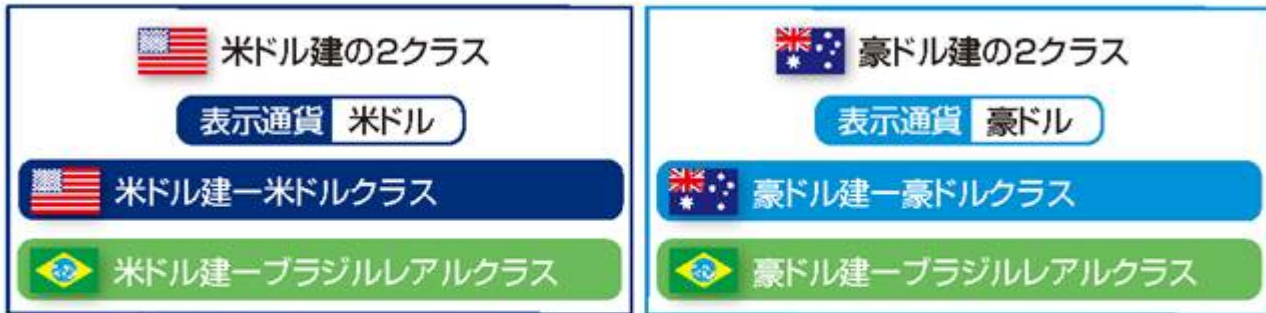 米ドル建の2クラス
表示通貨 米ドル
米ドル建ー米ドルクラス
米ドル建ーブラジルレアルクラス
豪ドル建の2クラス
表示通貨 豪ドル
豪ドル建ー豪ドルクラス
豪ドル建ーブラジルレアルクラス